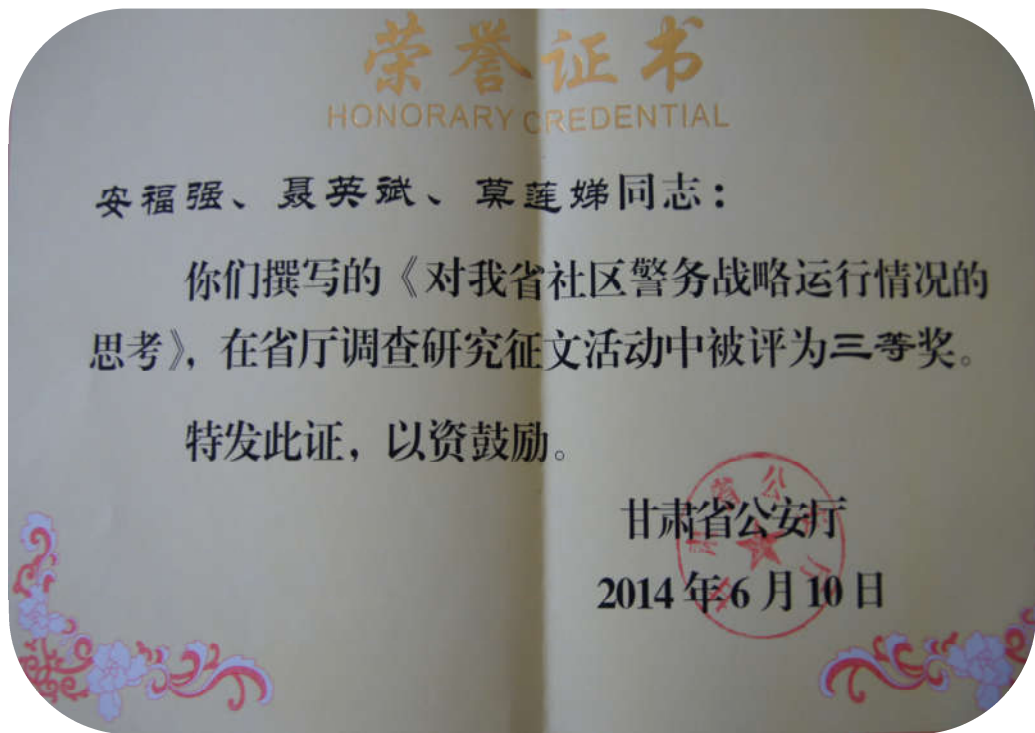 荣誉证书
HONORARY CREDENTIAL
安福强、聂英斌、莫莲娣同志：
你们撰写的《对我省社区警务战略运行情况的
思考》，在省厅调查研究征文活动中被评为三等奖。
特发此证，以资鼓励。
甘肃省公安厅
2014年6月10日